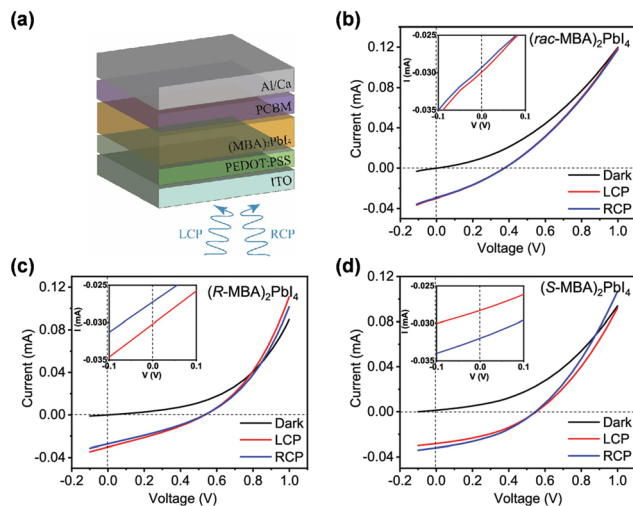 (a)
Al/Ca
PCBM
(MBA)₂PbI₄
PEDOT:PSS
ITO
LCP
RCP
(b)
(rac-MBA)₂PbI₄
Current (mA)
0.12
0.08
0.04
0.00
-0.04
-0.2 0.0 0.2 0.4 0.6 0.8 1.0
Voltage (V)
I (mA)
-0.025
-0.030
-0.035
-0.1 0.0 0.1
V (V)
Dark
LCP
RCP
(c)
(R-MBA)₂PbI₄
Current (mA)
0.12
0.08
0.04
0.00
-0.04
-0.2 0.0 0.2 0.4 0.6 0.8 1.0
Voltage (V)
I (mA)
-0.025
-0.030
-0.035
-0.1 0.0 0.1
V (V)
Dark
LCP
RCP
(d)
(S-MBA)₂PbI₄
Current (mA)
0.12
0.08
0.04
0.00
-0.04
-0.2 0.0 0.2 0.4 0.6 0.8 1.0
Voltage (V)
I (mA)
-0.025
-0.030
-0.035
-0.1 0.0 0.1
V (V)
Dark
LCP
RCP